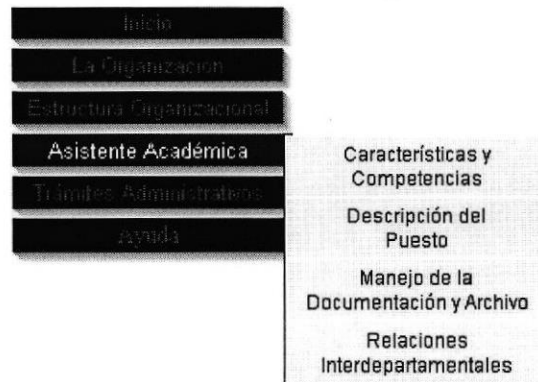 Inicio
La Organización
Estructura Organizacional
Asistente Académica
Trámites Administrativos
Ayuda
Características y
Competencias
Descripción del
Puesto
Manejo de la
Documentación y Archivo
Relaciones
Interdepartamentales